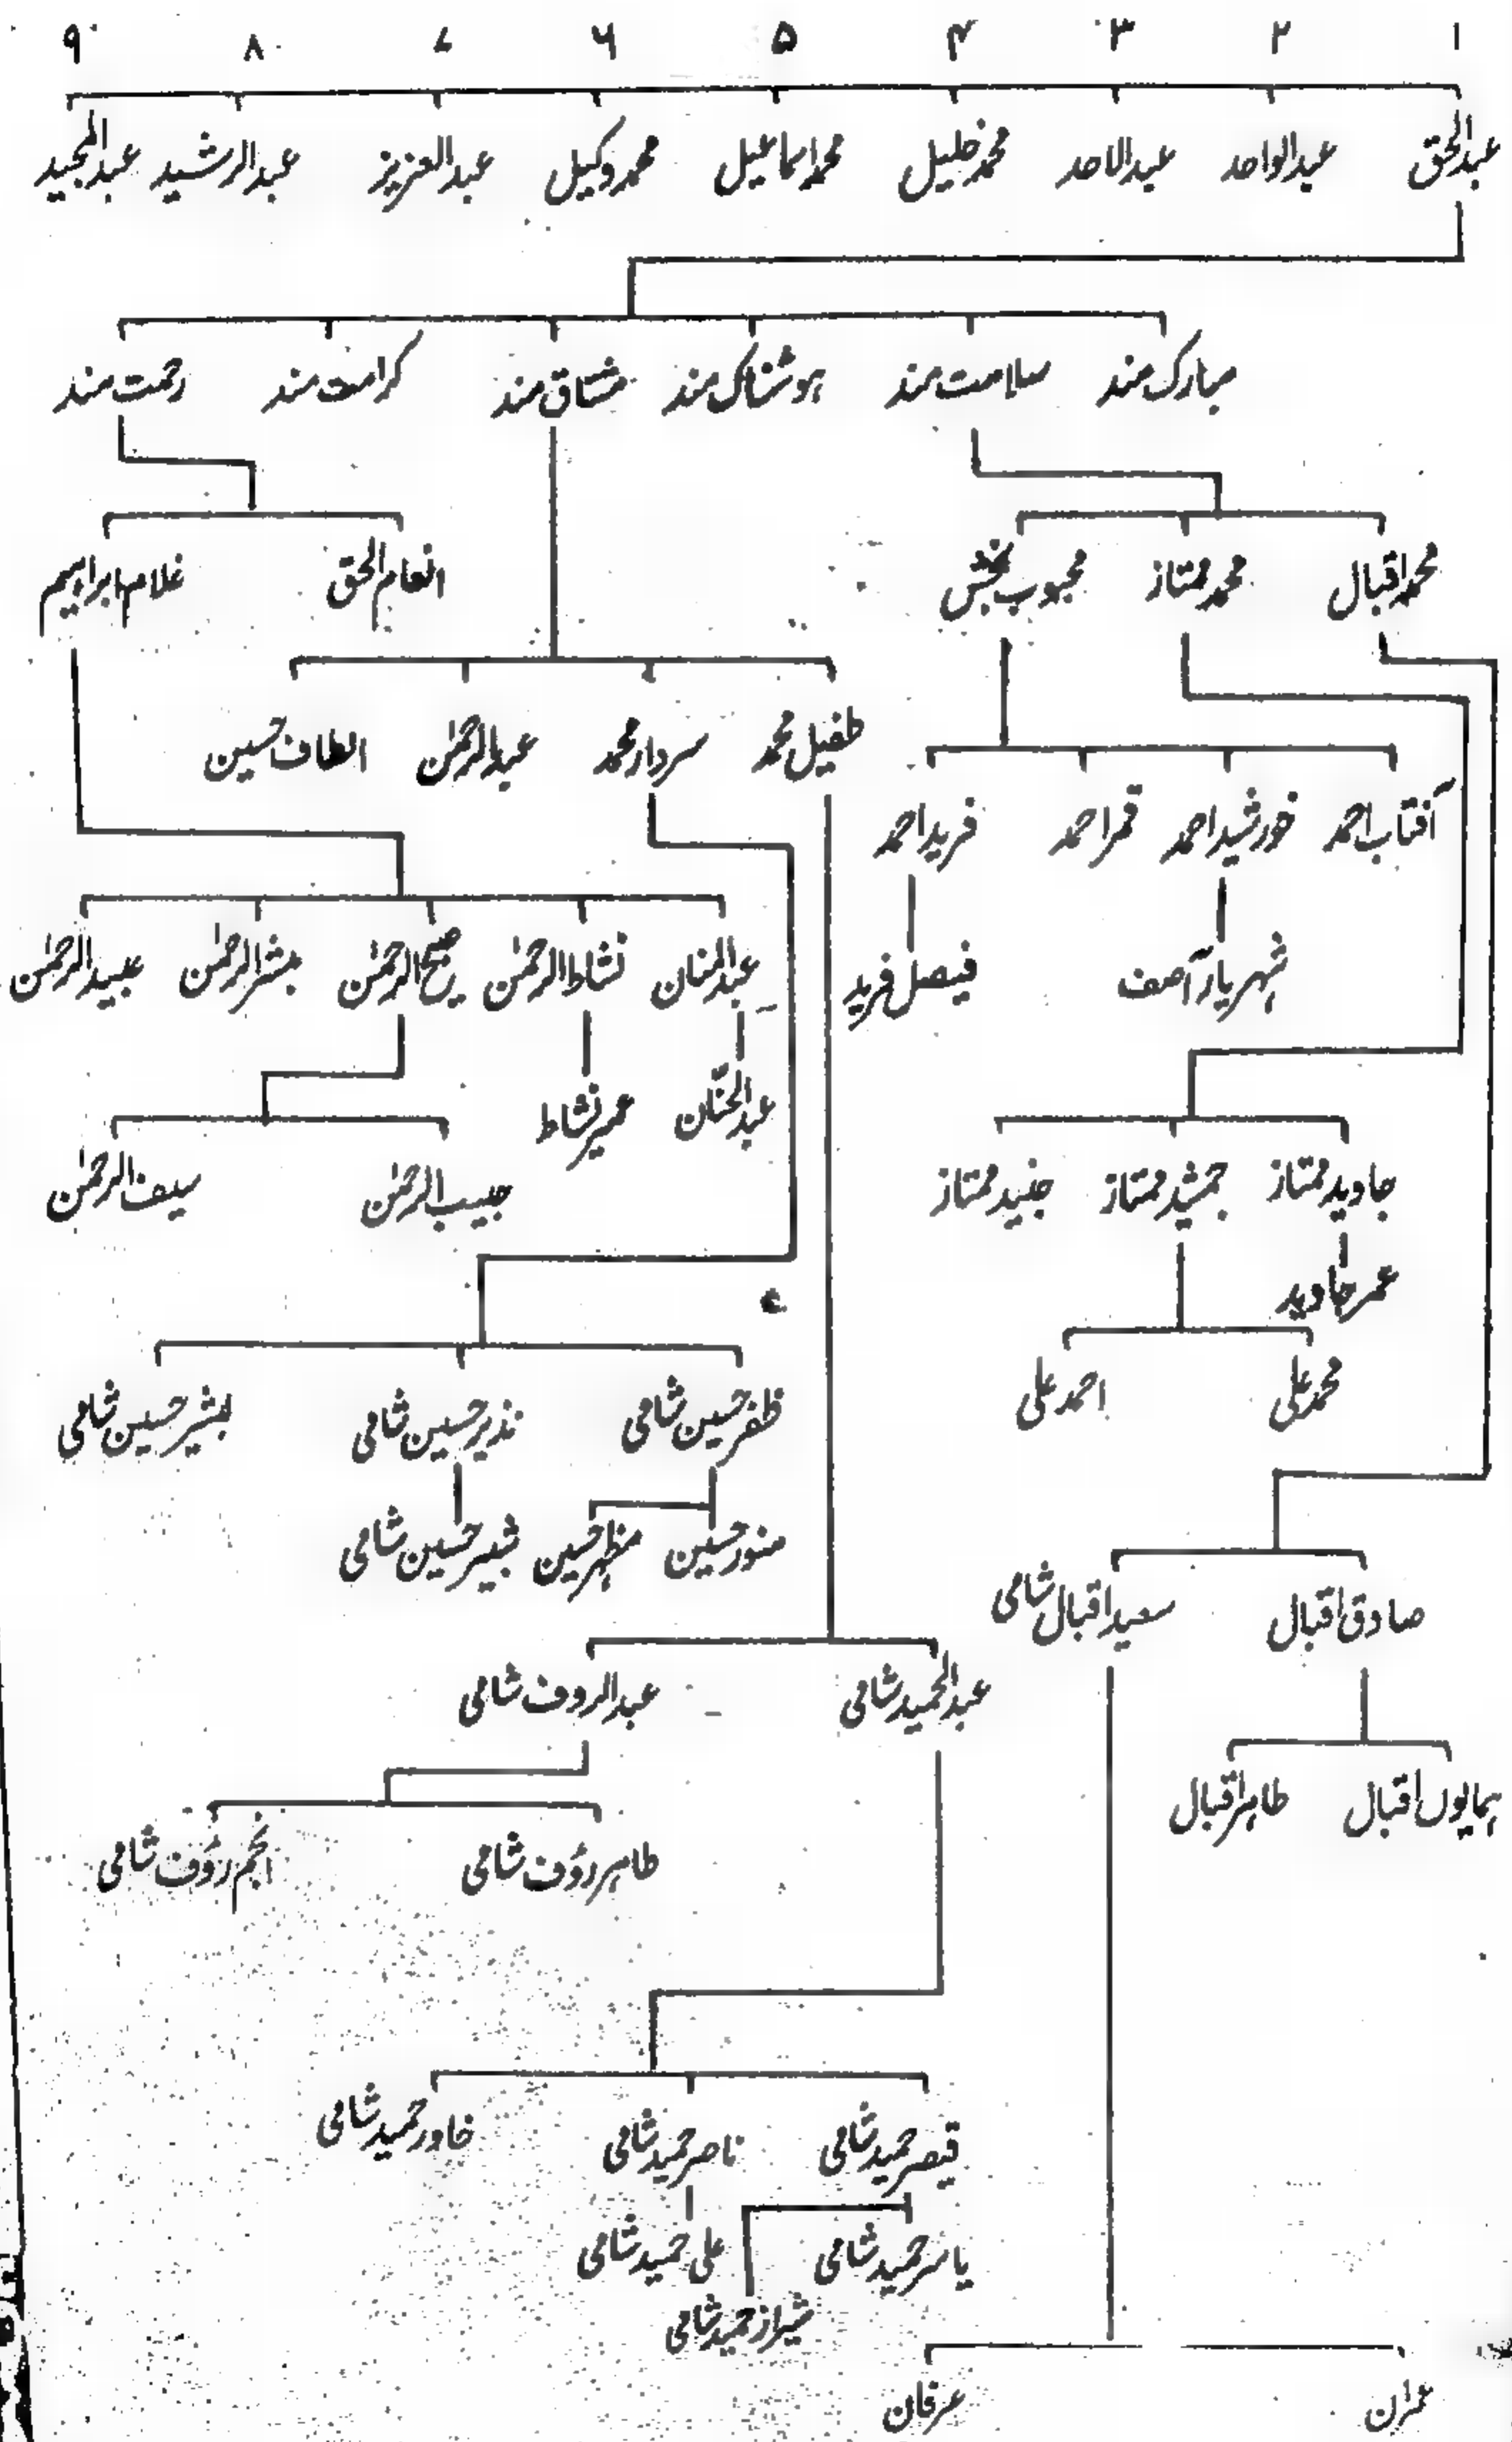 ۱ ۲ ۳ ۴ ۵ ۶ ۷ ۸ ۹
عبدالحق عبدالواحد عبدالاحد محمد خلیل محمد اسماعیل محمد وکیل عبدالعزیز عبدالرشید عبدالمجید
مبارک مند سلامت مند ہوشناک مند مشتاق مند کرامت مند رحمت مند
محمد اقبال محمد ممتاز محبوب بخش انعام الحق غلام ابراہیم
طفیل محمد سردار محمد عبدالرحمٰن الطاف حسین
آفتاب احمد خورشید احمد قمر احمد فرید احمد
شہریار آصف فیصل فرید عبدالمنان نشاط الرحمٰن صبیح الرحمٰن مبشر الرحمٰن عبید الرحمٰن
عبدالحنّان عمیر نشاط
جاوید ممتاز جمشید ممتاز جنید ممتاز حبیب الرحمٰن سیف الرحمٰن
عمر جاوید
محمد علی احمد علی ظفر حسین شامی نذیر حسین شامی بشیر حسین شامی
منور حسین مظہر حسین شبیر حسین شامی
صادق اقبال سعید اقبال شامی
عبدالحمید شامی عبدالروف شامی
ہمایوں اقبال طاہر اقبال
طاہر رؤف شامی انجم رؤف شامی
قیصر حمید شامی ناصر حمید شامی خاور حمید شامی
یاسر حمید شامی علی حمید شامی
شیراز حمید شامی
عمران عرفان